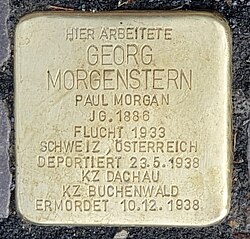 HIER ARBEITETE
GEORG
MORGENSTERN
PAUL MORGAN
JG. 1886
FLUCHT 1933
SCHWEIZ, ÖSTERREICH
DEPORTIERT 23.5.1938
KZ DACHAU
KZ BUCHENWALD
ERMORDET 10.12.1938